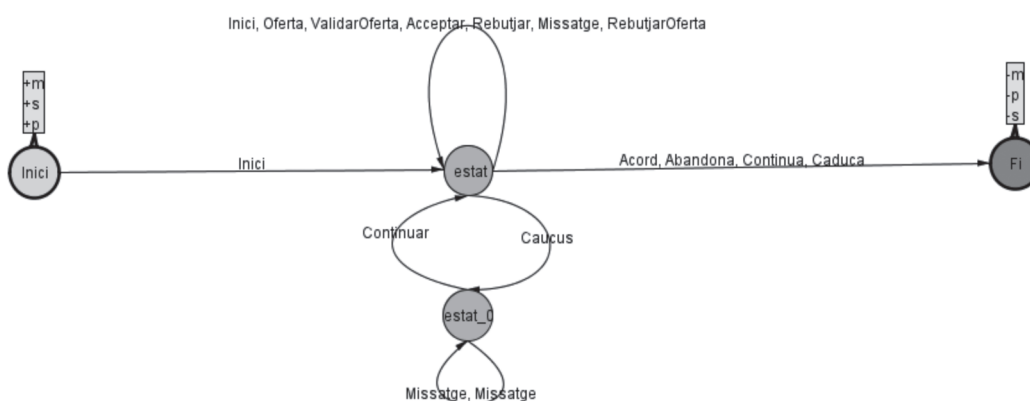 Inici, Oferta, ValidarOferta, Acceptar, Rebutjar, Missatge, RebutjarOferta
+m
+s
+p
-m
-p
-s
Inici
Inici
estat
Acord, Abandona, Continua, Caduca
Fi
Continuar
Caucus
estat_0
Missatge, Missatge